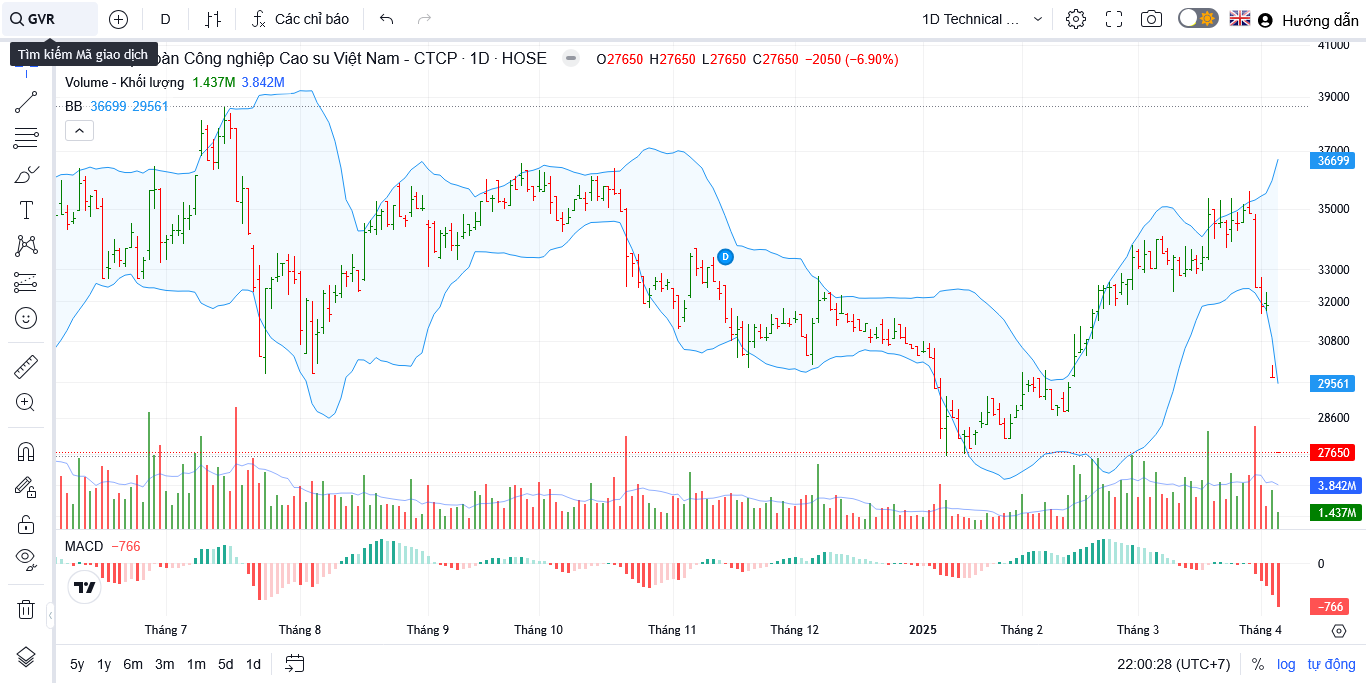 GVR
D
Các chỉ báo
1D Technical ...
Hướng dẫn
Tìm kiếm Mã giao dịch
oàn Công nghiệp Cao su Việt Nam - CTCP · 1D · HOSE
O27650 H27650 L27650 C27650 −2050 (−6.90%)
Volume - Khối lượng 1.437M 3.842M
BB 36699 29561
D
41000
39000
37000
36699
35000
33000
32000
30800
29561
28600
27650
3.842M
1.437M
MACD −766
0
−766
Tháng 7
Tháng 8
Tháng 9
Tháng 10
Tháng 11
Tháng 12
2025
Tháng 2
Tháng 3
Tháng 4
5y 1y 6m 3m 1m 5d 1d
22:00:28 (UTC+7)
% log tự động